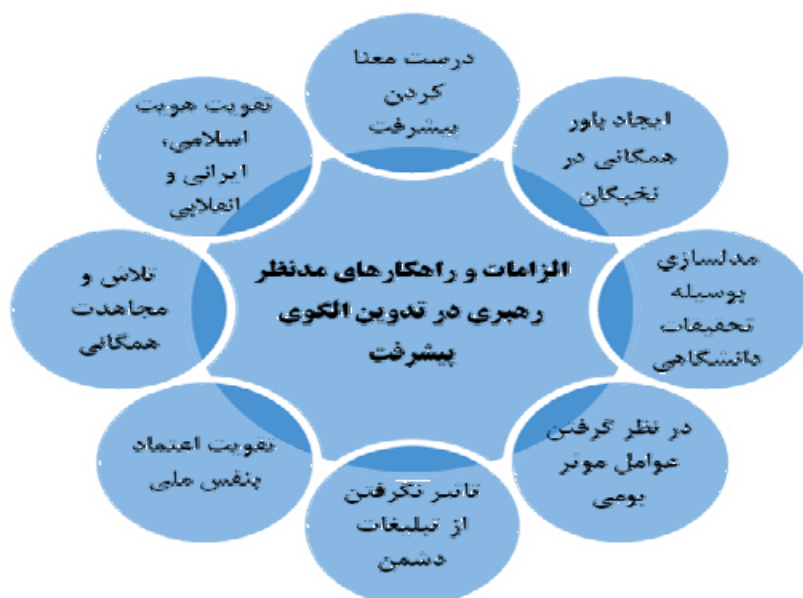 درست معنا
کردن
پیشرفت
ایجاد باور
همگانی در
نخبگان
مدلسازی
بوسیله
تحقیقات
دانشگاهی
در نظر گرفتن
عوامل موثر
بومی
تاثیر نگرفتن
از تبلیغات
دشمن
تقویت اعتماد
بنفس ملی
تلاش و
مجاهدت
همگانی
تقویت هویت
اسلامی،
ایرانی و
انقلابی
الزامات و راهکارهای مدنظر
رهبری در تدوین الگوی
پیشرفت